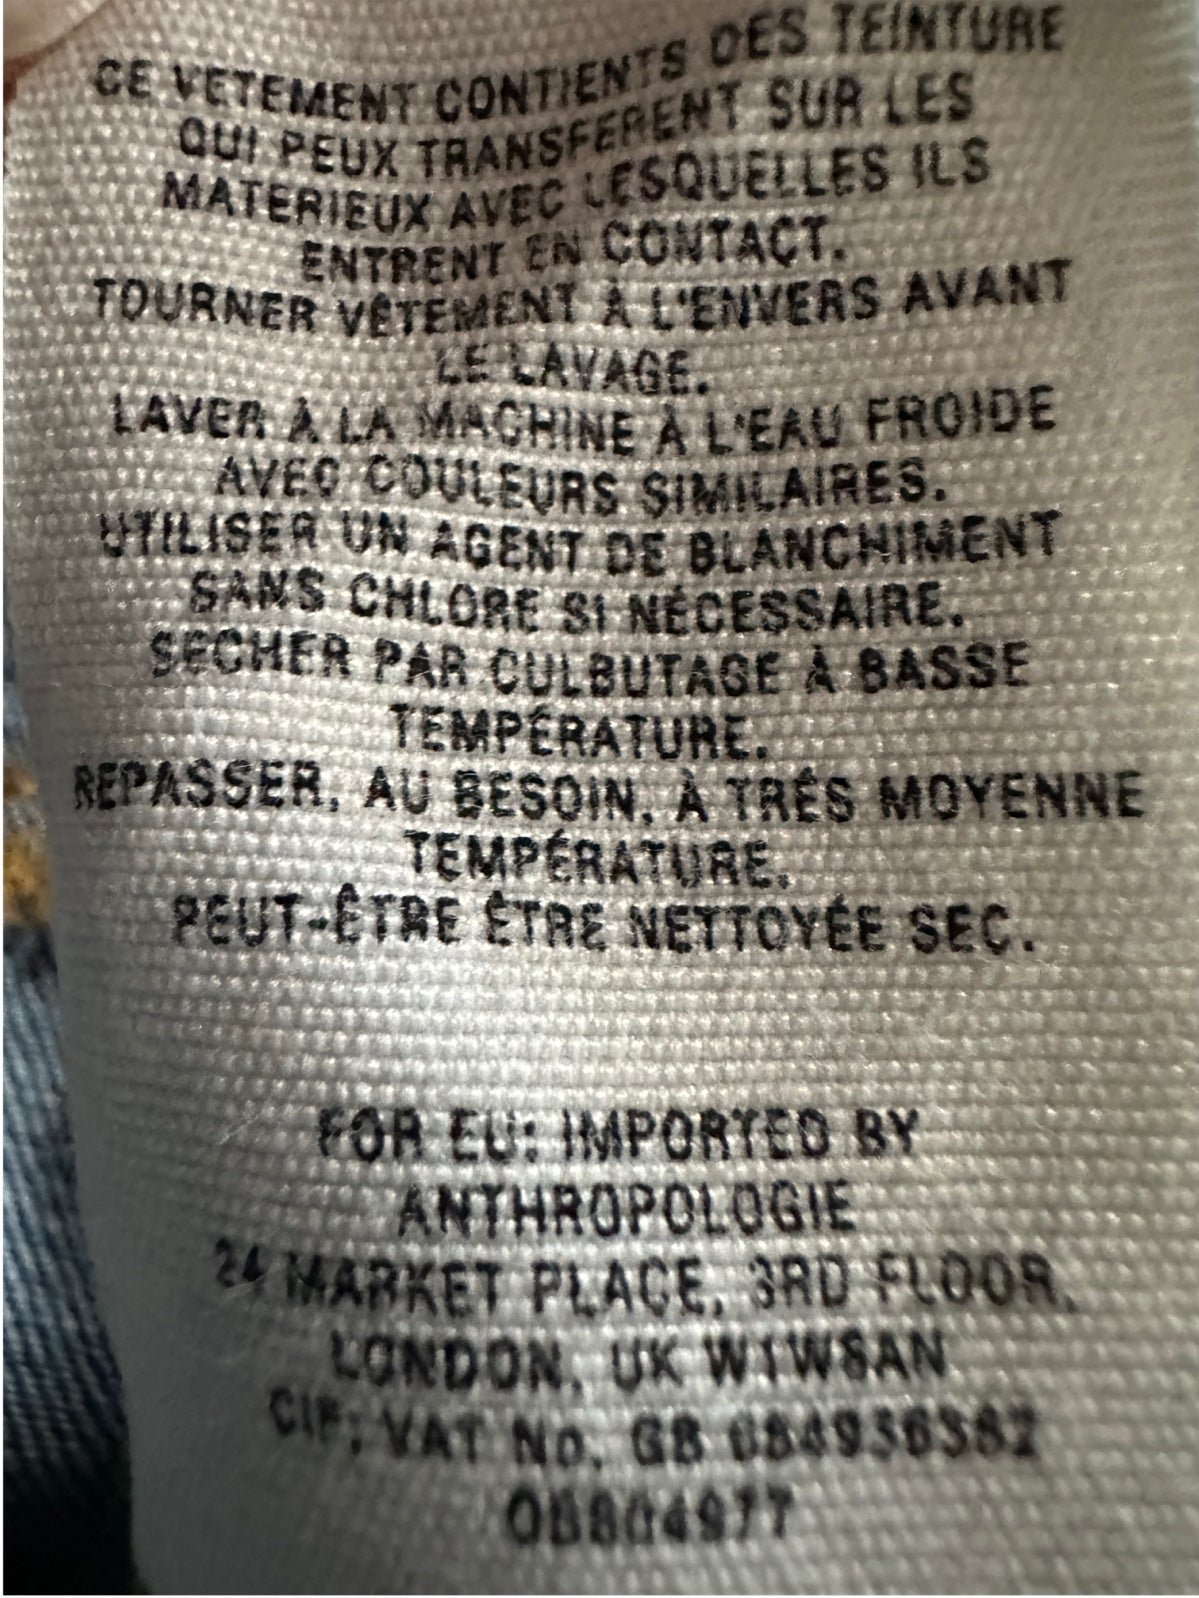 CE VETEMENT CONTIENTS DES TEINTURE
QUI PEUX TRANSFERENT SUR LES
MATERIEUX AVEC LESQUELLES ILS
ENTRENT EN CONTACT.
TOURNER VÊTEMENT À L'ENVERS AVANT
LE LAVAGE.
LAVER À LA MACHINE À L'EAU FROIDE
AVEC COULEURS SIMILAIRES.
UTILISER UN AGENT DE BLANCHIMENT
SANS CHLORE SI NÉCESSAIRE.
SÉCHER PAR CULBUTAGE À BASSE
TEMPÉRATURE.
REPASSER, AU BESOIN, À TRÉS MOYENNE
TEMPÉRATURE.
PEUT-ÊTRE ÊTRE NETTOYÉE SEC.
FOR EU: IMPORTED BY
ANTHROPOLOGIE
24 MARKET PLACE, 3RD FLOOR,
LONDON, UK W1W8AN
CIF: VAT No. GB